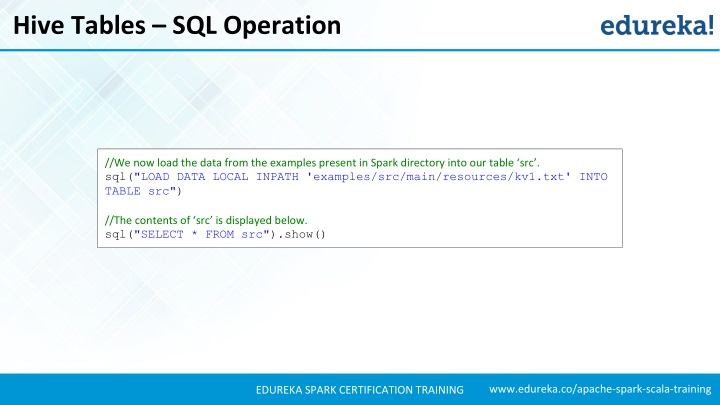 Hive Tables – SQL Operation
edureka!
//We now load the data from the examples present in Spark directory into our table ‘src’.
sql("LOAD DATA LOCAL INPATH 'examples/src/main/resources/kv1.txt' INTO
TABLE src")
//The contents of ‘src’ is displayed below.
sql("SELECT * FROM src").show()
EDUREKA SPARK CERTIFICATION TRAINING
www.edureka.co/apache-spark-scala-training